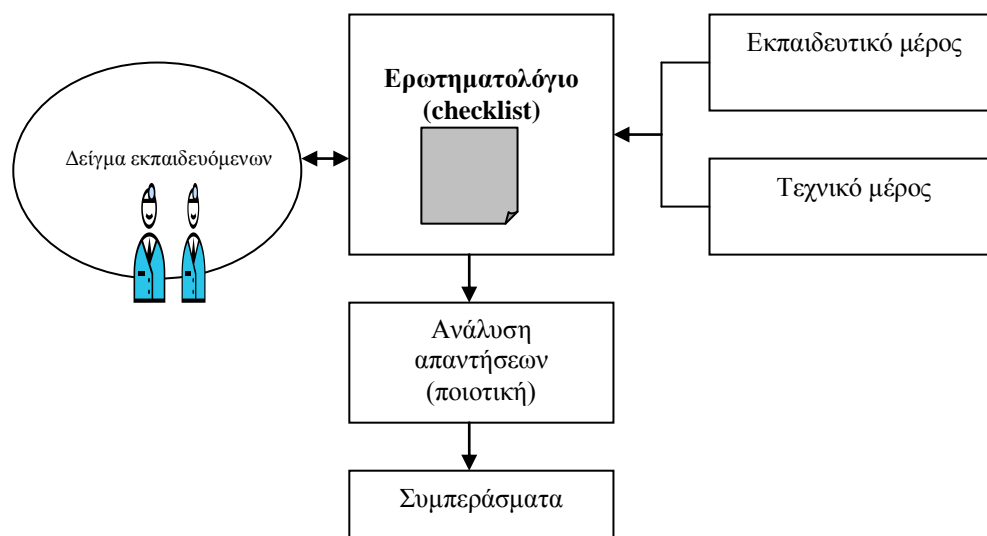 Δείγμα εκπαιδευόμενων
Ερωτηματολόγιο
(checklist)
Εκπαιδευτικό μέρος
Τεχνικό μέρος
Ανάλυση
απαντήσεων
(ποιοτική)
Συμπεράσματα